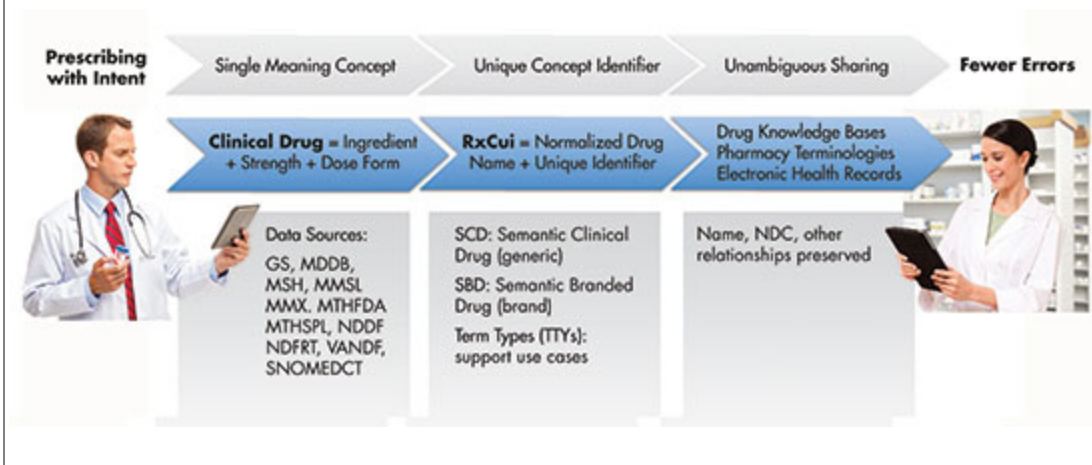 Prescribing
with Intent
Single Meaning Concept
Unique Concept Identifier
Unambiguous Sharing
Fewer Errors
Clinical Drug = Ingredient
+ Strength + Dose Form
RxCui = Normalized Drug
Name + Unique Identifier
Drug Knowledge Bases
Pharmacy Terminologies
Electronic Health Records
Data Sources:
GS, MDDB,
MSH, MMSL
MMX. MTHFDA
MTHSPL, NDDF
NDFRT, VANDF,
SNOMEDCT
SCD: Semantic Clinical
Drug (generic)
SBD: Semantic Branded
Drug (brand)
Term Types (TTYs):
support use cases
Name, NDC, other
relationships preserved